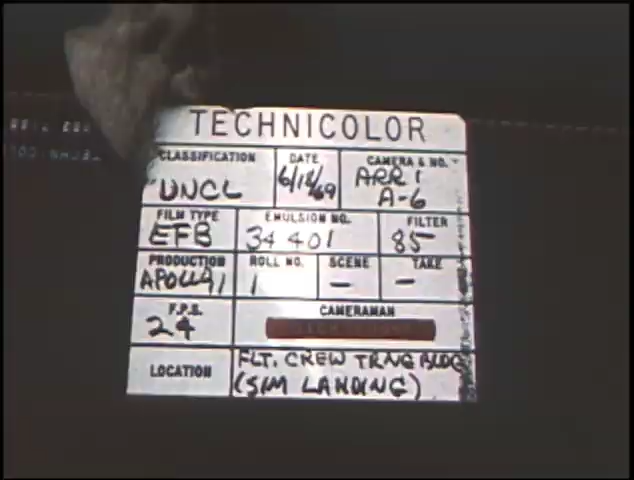 TECHNICOLOR
CLASSIFICATION DATE CAMERA & NO.
UNCL 6/18/69 ARRI
A-6
FILM TYPE EMULSION NO. FILTER
EFB 34 401 85
PRODUCTION ROLL NO. SCENE TAKE
APOLLO 11 1 — —
F.P.S. CAMERAMAN
24
LOCATION FLT. CREW TRNG BLDG
(SIM LANDING)